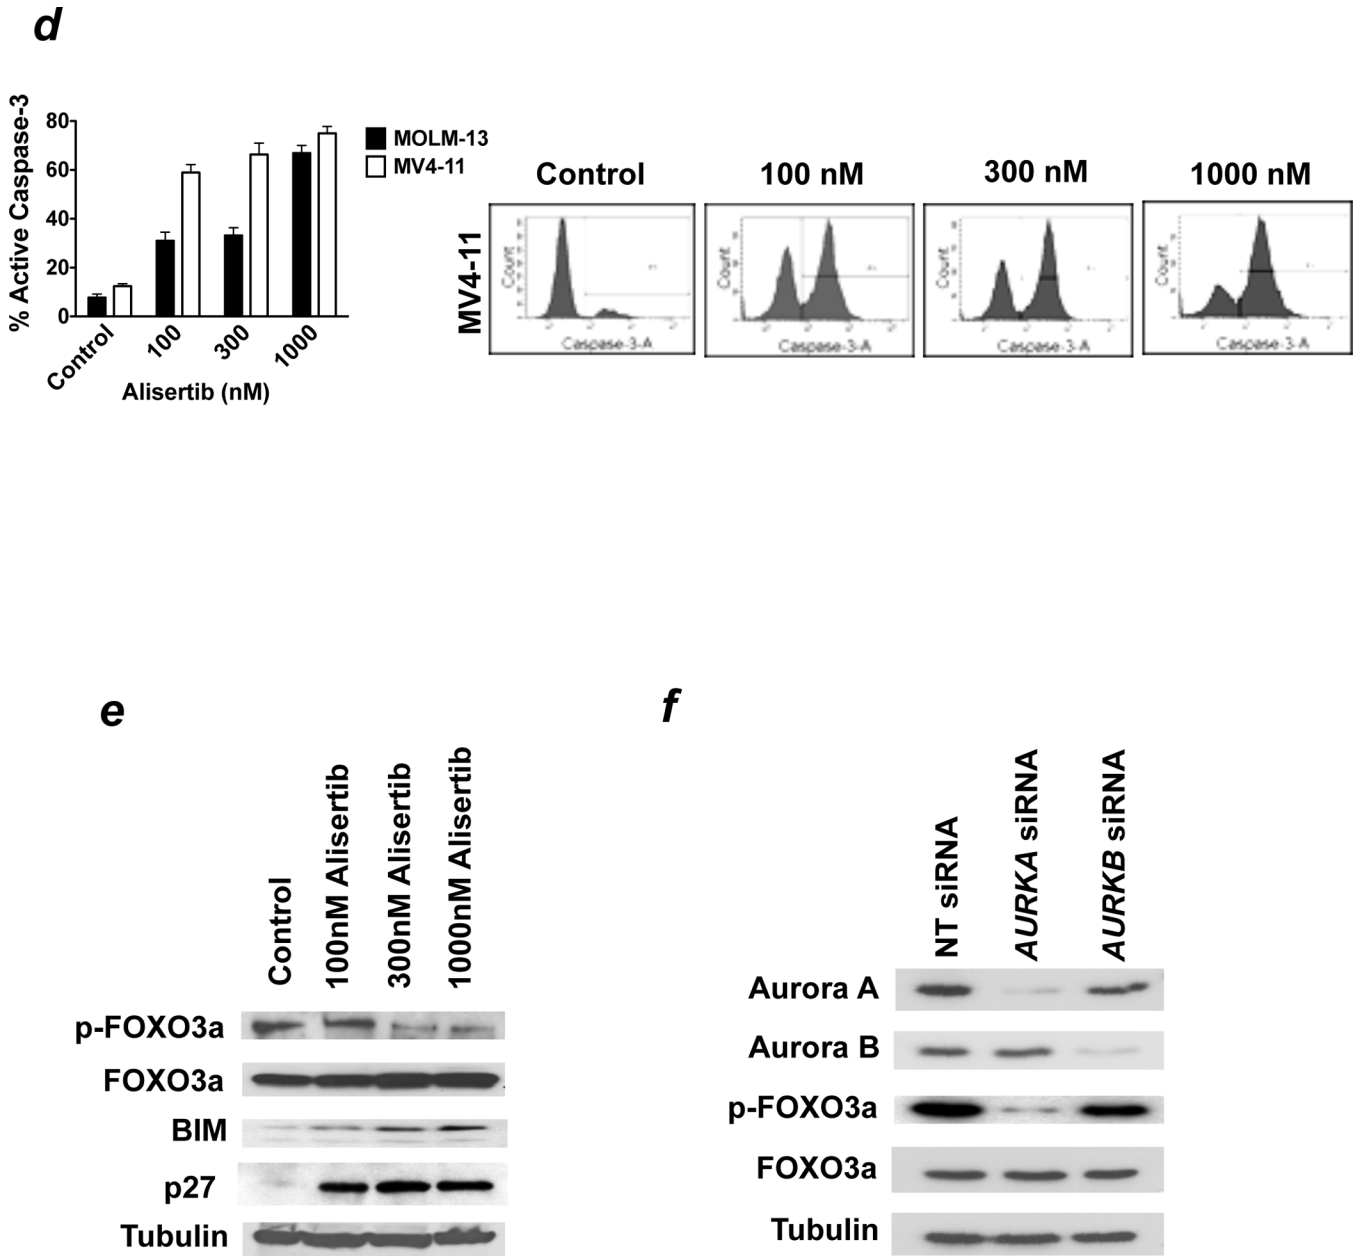 d
% Active Caspase-3
80
60
40
20
0
Control
100
300
1000
Alisertib (nM)
MOLM-13
MV4-11
MV4-11
Control
100 nM
300 nM
1000 nM
Count
Caspase-3-A
Count
Caspase-3-A
Count
Caspase-3-A
Count
Caspase-3-A
e
Control
100nM Alisertib
300nM Alisertib
1000nM Alisertib
p-FOXO3a
FOXO3a
BIM
p27
Tubulin
f
NT siRNA
AURKA siRNA
AURKB siRNA
Aurora A
Aurora B
p-FOXO3a
FOXO3a
Tubulin